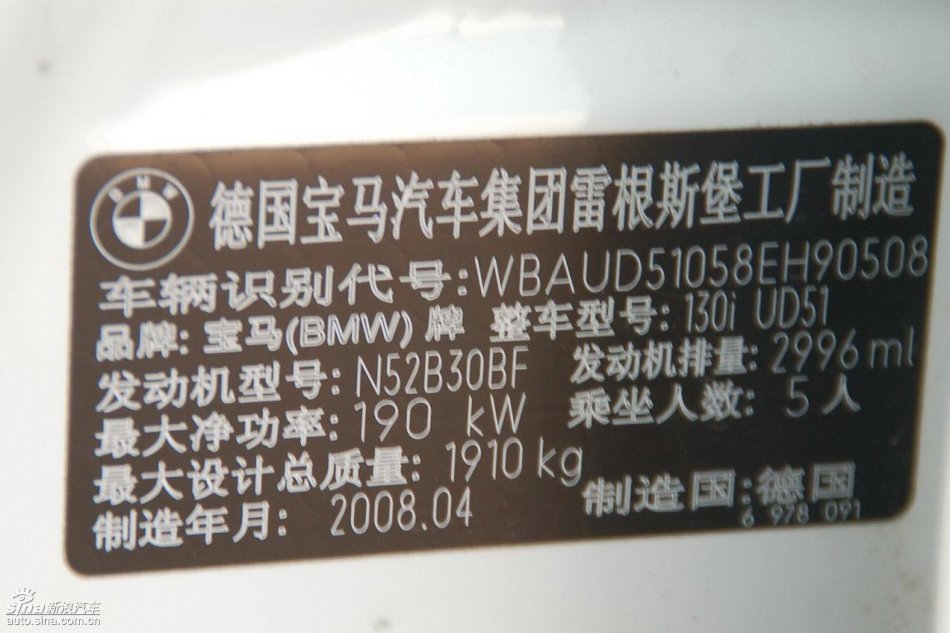 BMW
德国宝马汽车集团雷根斯堡工厂制造
车辆识别代号:WBAUD51058EH90508
品牌:宝马(BMW)牌 整车型号:130i UD51
发动机型号:N52B30BF 发动机排量:2996ml
最大净功率:190 kW 乘坐人数:5人
最大设计总质量:1910kg
制造年月:2008.04 制造国:德国
6 978 091
sina新浪汽车
auto.sina.com.cn